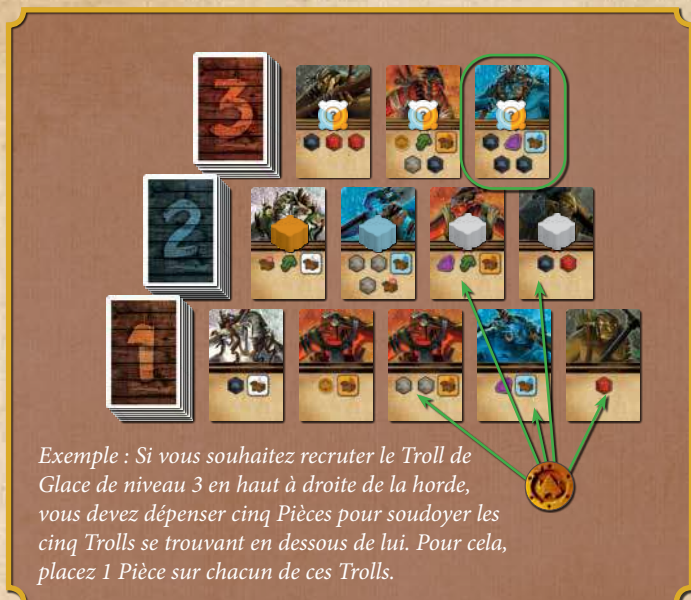 3
?
?
?
2
1
Exemple : Si vous souhaitez recruter le Troll de
Glace de niveau 3 en haut à droite de la horde,
vous devez dépenser cinq Pièces pour soudoyer les
cinq Trolls se trouvant en dessous de lui. Pour cela,
placez 1 Pièce sur chacun de ces Trolls.